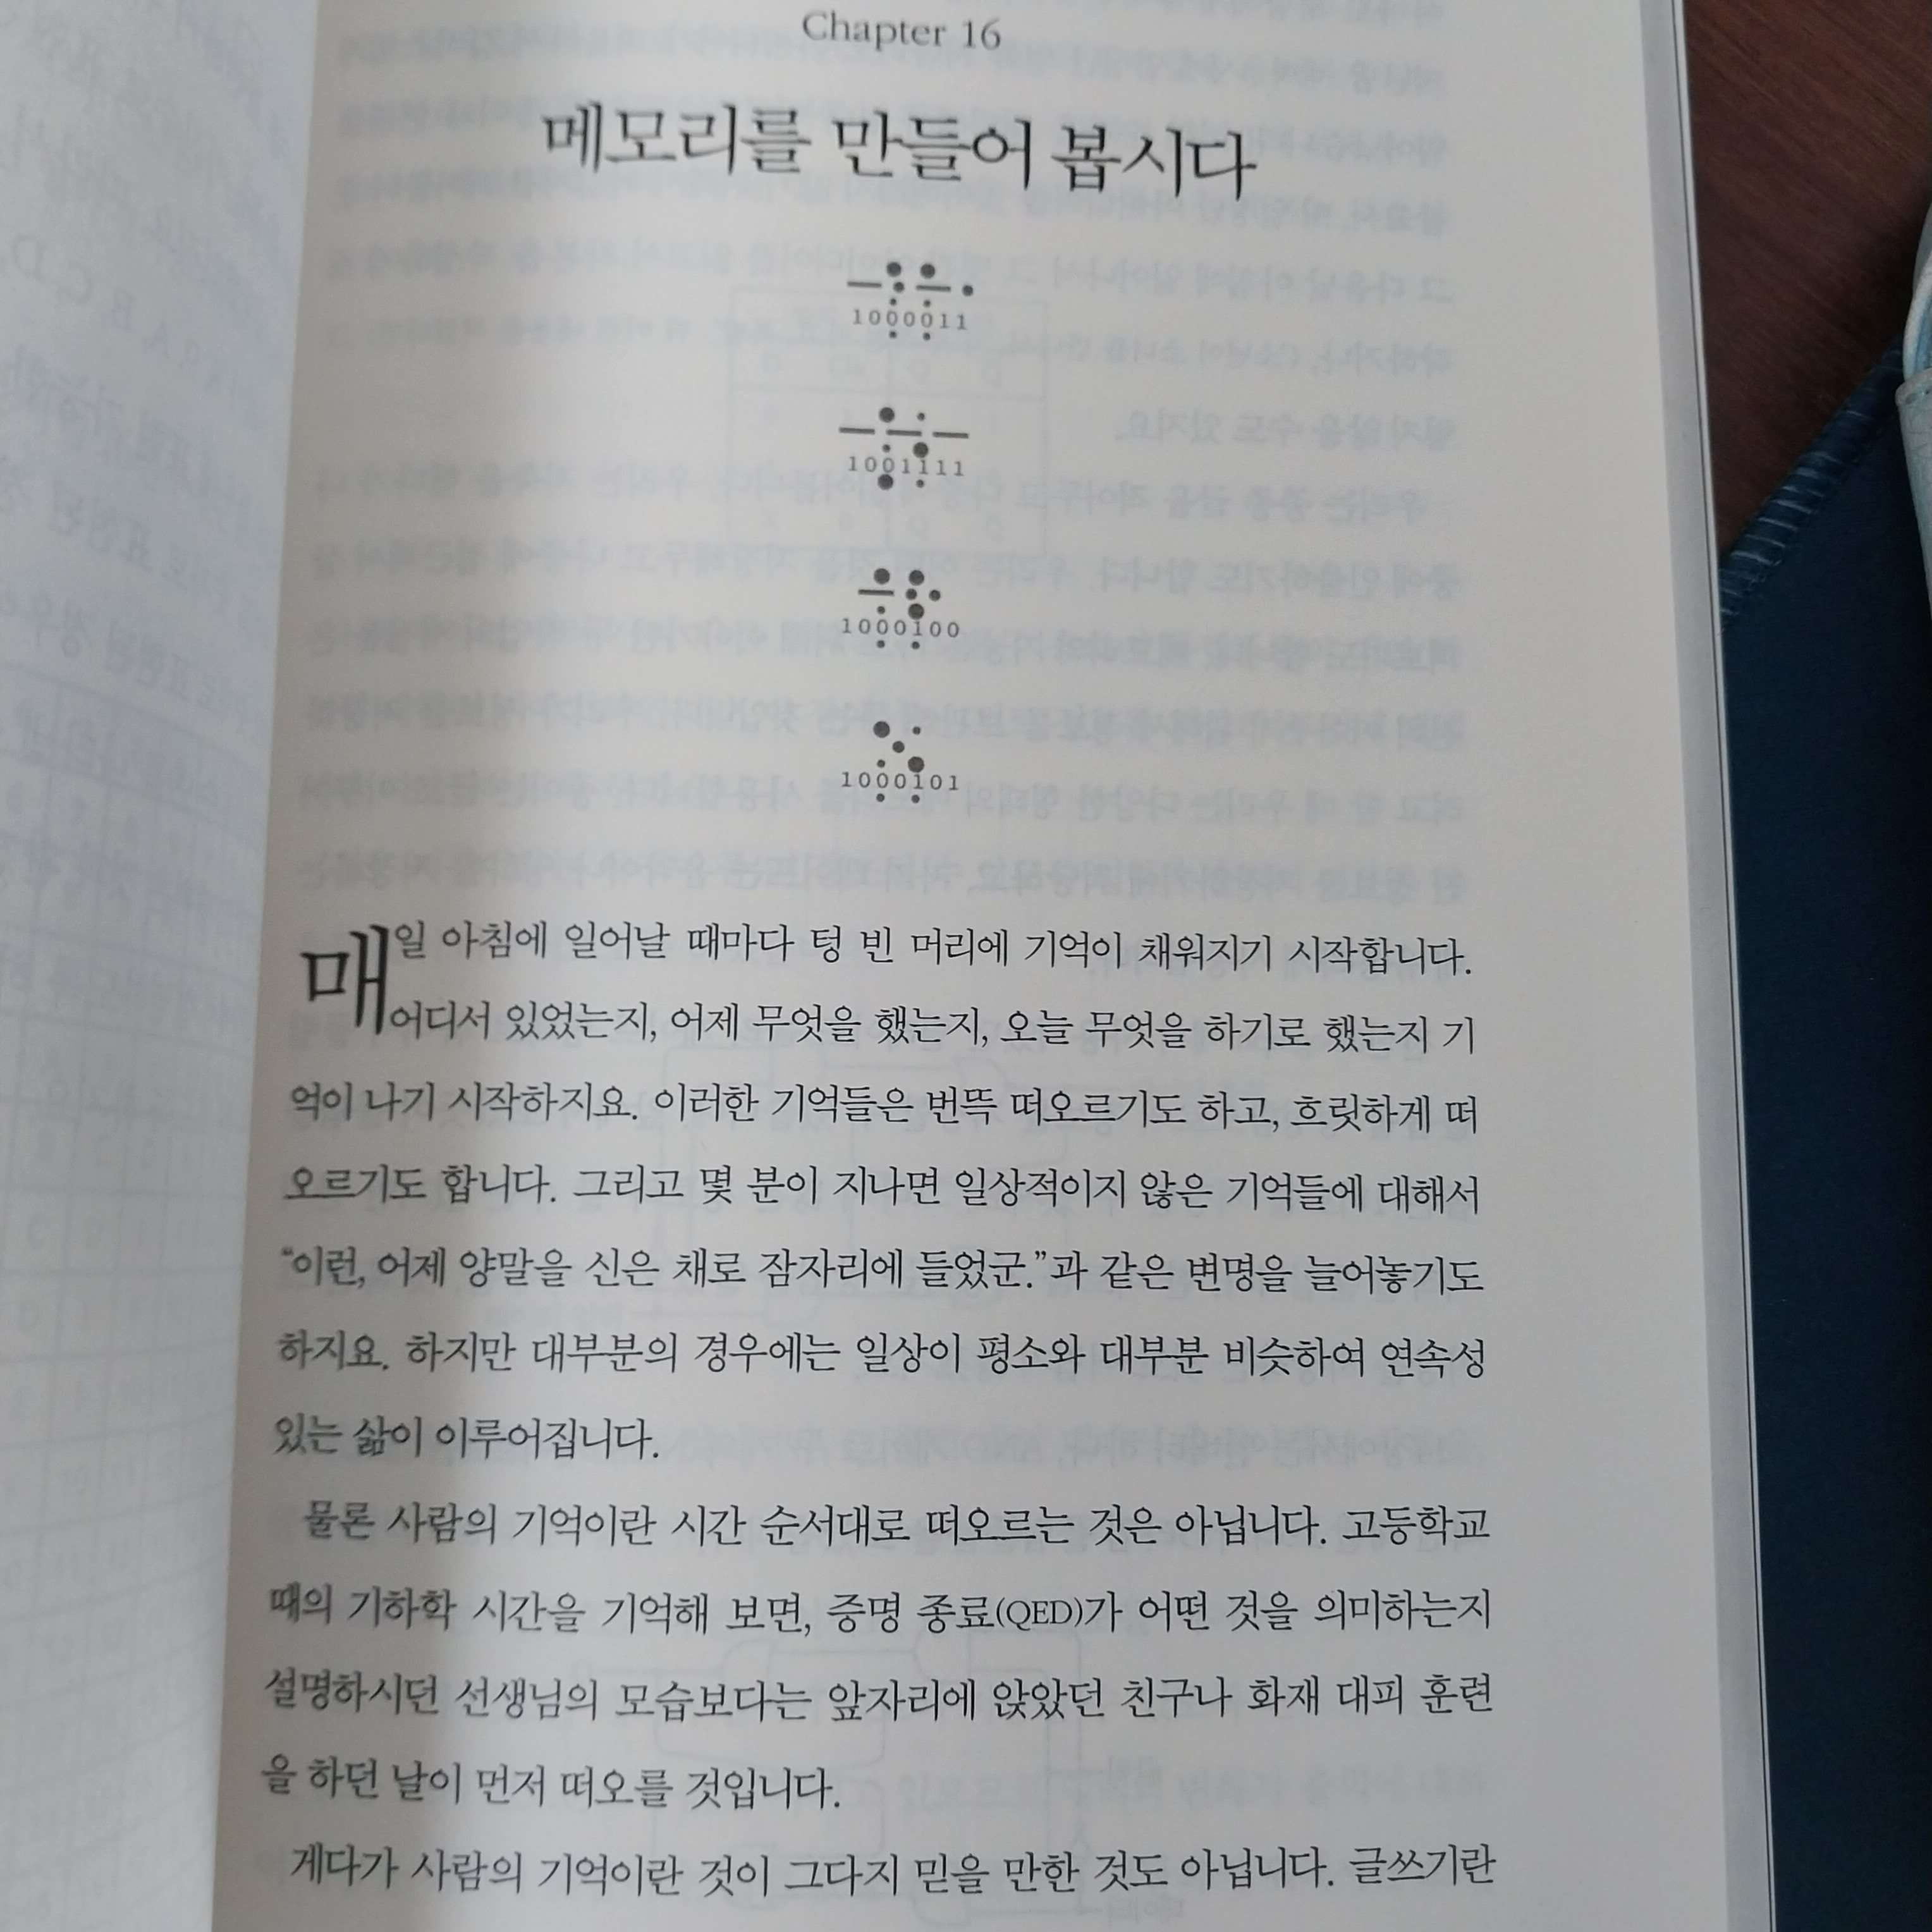 Chapter 16
메모리를 만들어 봅시다
1000011
1001111
1000100
1000101
매일 아침에 일어날 때마다 텅 빈 머리에 기억이 채워지기 시작합니다.
어디서 있었는지, 어제 무엇을 했는지, 오늘 무엇을 하기로 했는지 기
억이 나기 시작하지요. 이러한 기억들은 번뜩 떠오르기도 하고, 흐릿하게 떠
오르기도 합니다. 그리고 몇 분이 지나면 일상적이지 않은 기억들에 대해서
“이런, 어제 양말을 신은 채로 잠자리에 들었군.”과 같은 변명을 늘어놓기도
하지요. 하지만 대부분의 경우에는 일상이 평소와 대부분 비슷하여 연속성
있는 삶이 이루어집니다.
물론 사람의 기억이란 시간 순서대로 떠오르는 것은 아닙니다. 고등학교
때의 기하학 시간을 기억해 보면, 증명 종료(QED)가 어떤 것을 의미하는지
설명하시던 선생님의 모습보다는 앞자리에 앉았던 친구나 화재 대피 훈련
을 하던 날이 먼저 떠오를 것입니다.
게다가 사람의 기억이란 것이 그다지 믿을 만한 것도 아닙니다. 글쓰기란